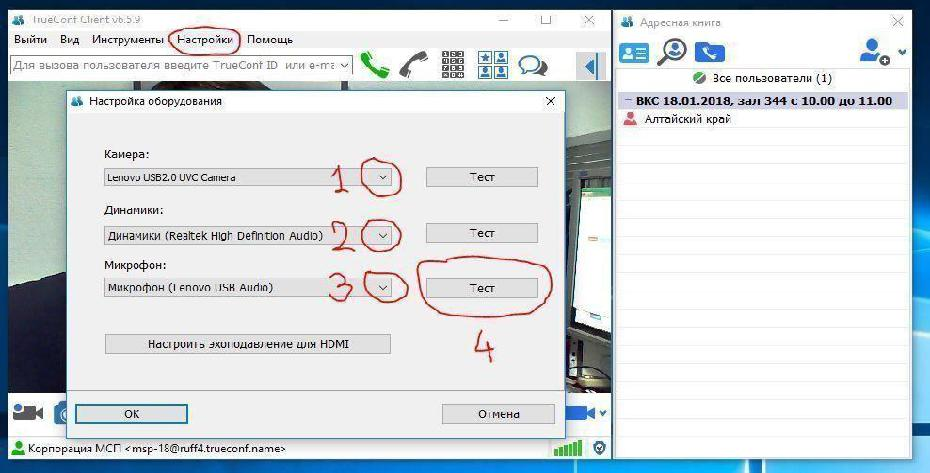 TrueConf Client v6.5.9
Выйти Вид Инструменты Настройки Помощь
Для вызова пользователя введите TrueConf ID или e-ma
Настройка оборудования
Камера:
1
Lenovo USB2.0 UVC Camera
Тест
Динамики:
2
Динамики (Realtek High Definition Audio)
Тест
Микрофон:
3
Микрофон (Lenovo USB Audio)
Тест
4
Настроить эхоподавление для HDMI
ОК
Отмена
Корпорация МСП <msp-18@ruff4.trueconf.name>
Адресная книга
Все пользователи (1)
ВКС 18.01.2018, зал 344 с 10.00 до 11.00
Алтайский край